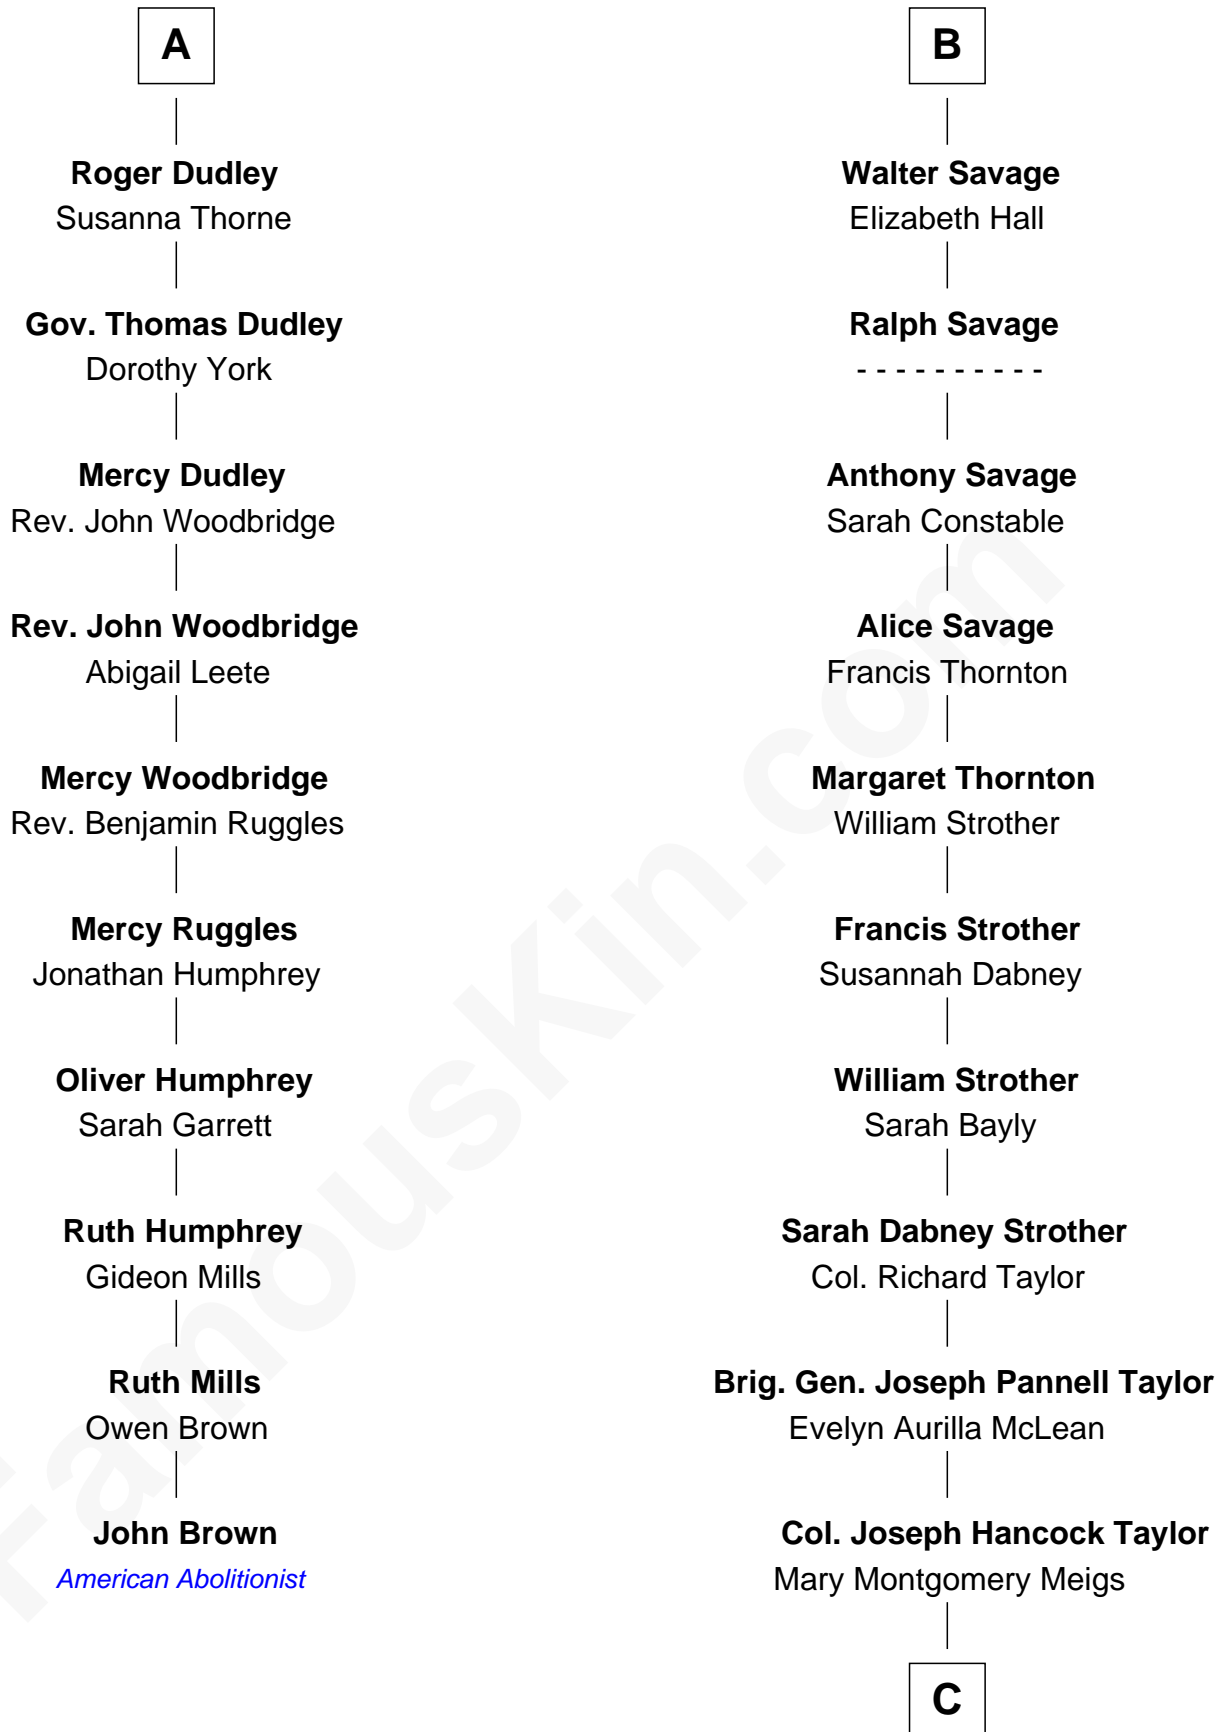 A
Roger Dudley
Susanna Thorne
Gov. Thomas Dudley
Dorothy York
Mercy Dudley
Rev. John Woodbridge
Rev. John Woodbridge
Abigail Leete
Mercy Woodbridge
Rev. Benjamin Ruggles
Mercy Ruggles
Jonathan Humphrey
Oliver Humphrey
Sarah Garrett
Ruth Humphrey
Gideon Mills
Ruth Mills
Owen Brown
John Brown
American Abolitionist
B
Walter Savage
Elizabeth Hall
Ralph Savage
- - - - - - - - - -
Anthony Savage
Sarah Constable
Alice Savage
Francis Thornton
Margaret Thornton
William Strother
Francis Strother
Susannah Dabney
William Strother
Sarah Bayly
Sarah Dabney Strother
Col. Richard Taylor
Brig. Gen. Joseph Pannell Taylor
Evelyn Aurilla McLean
Col. Joseph Hancock Taylor
Mary Montgomery Meigs
C
FamousKin.com